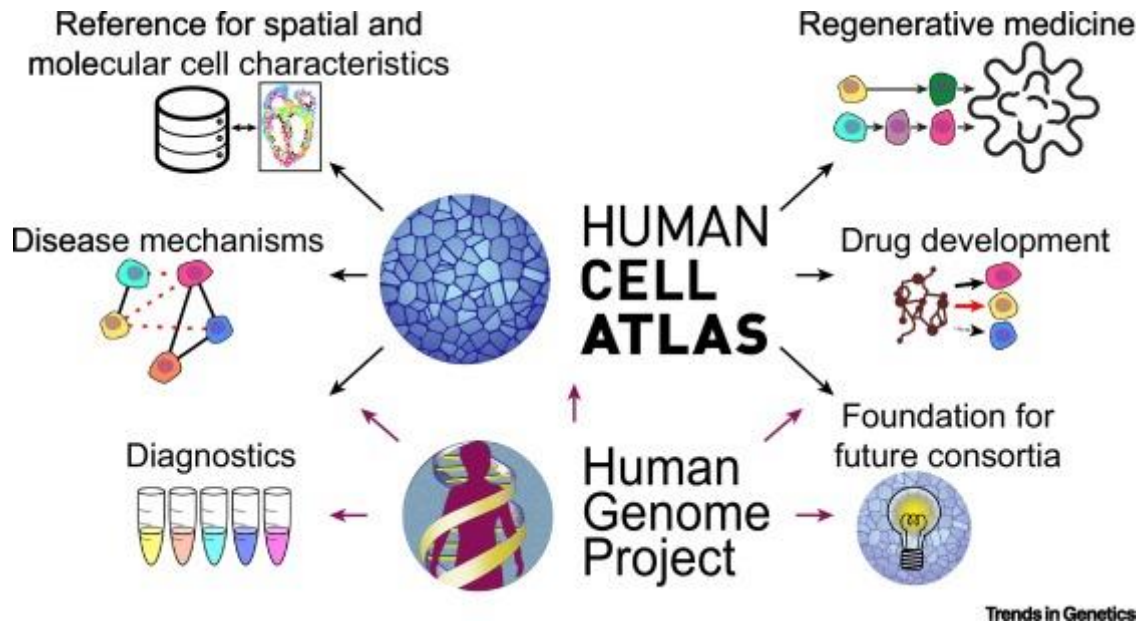 Reference for spatial and
molecular cell characteristics
Regenerative medicine
Disease mechanisms
HUMAN
CELL
ATLAS
Drug development
Diagnostics
Human
Genome
Project
Foundation for
future consortia
Trends in Genetics